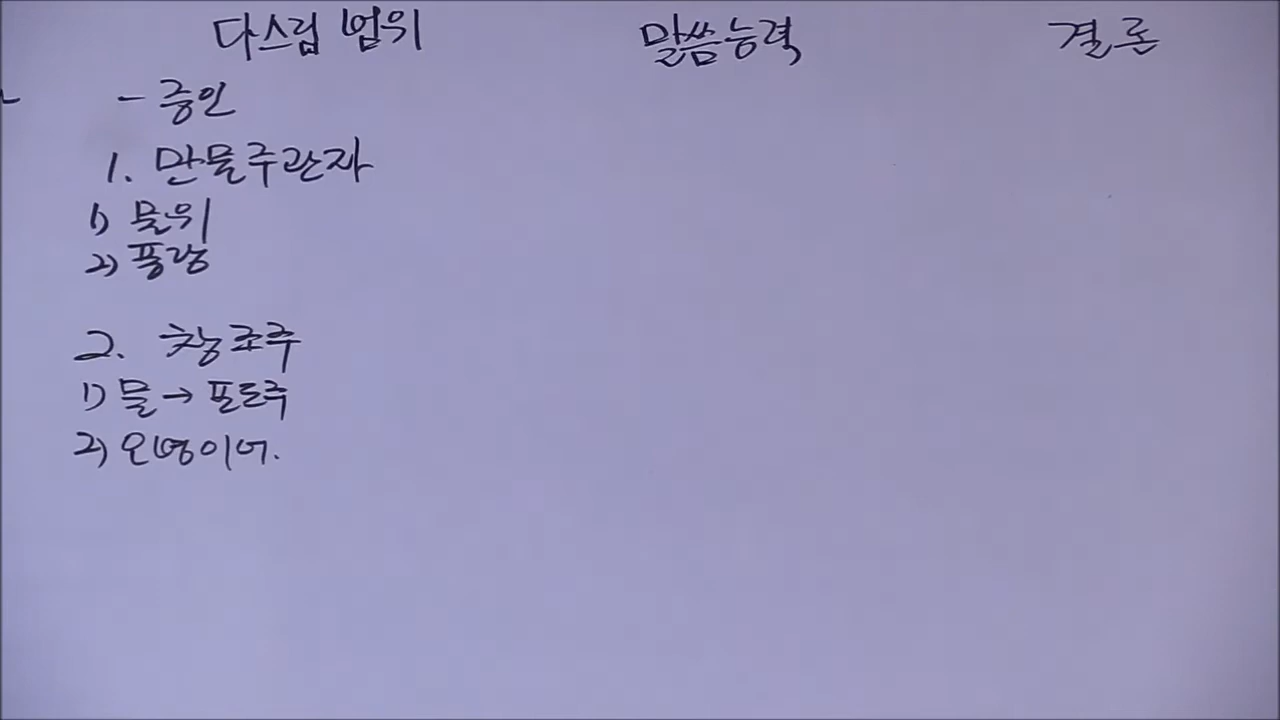 다스림 범위 말씀능력 결론
- 증인
1. 만물주관자
1) 물위
2) 풍랑
2. 창조주
1) 물 → 포도주
2) 오병이어.